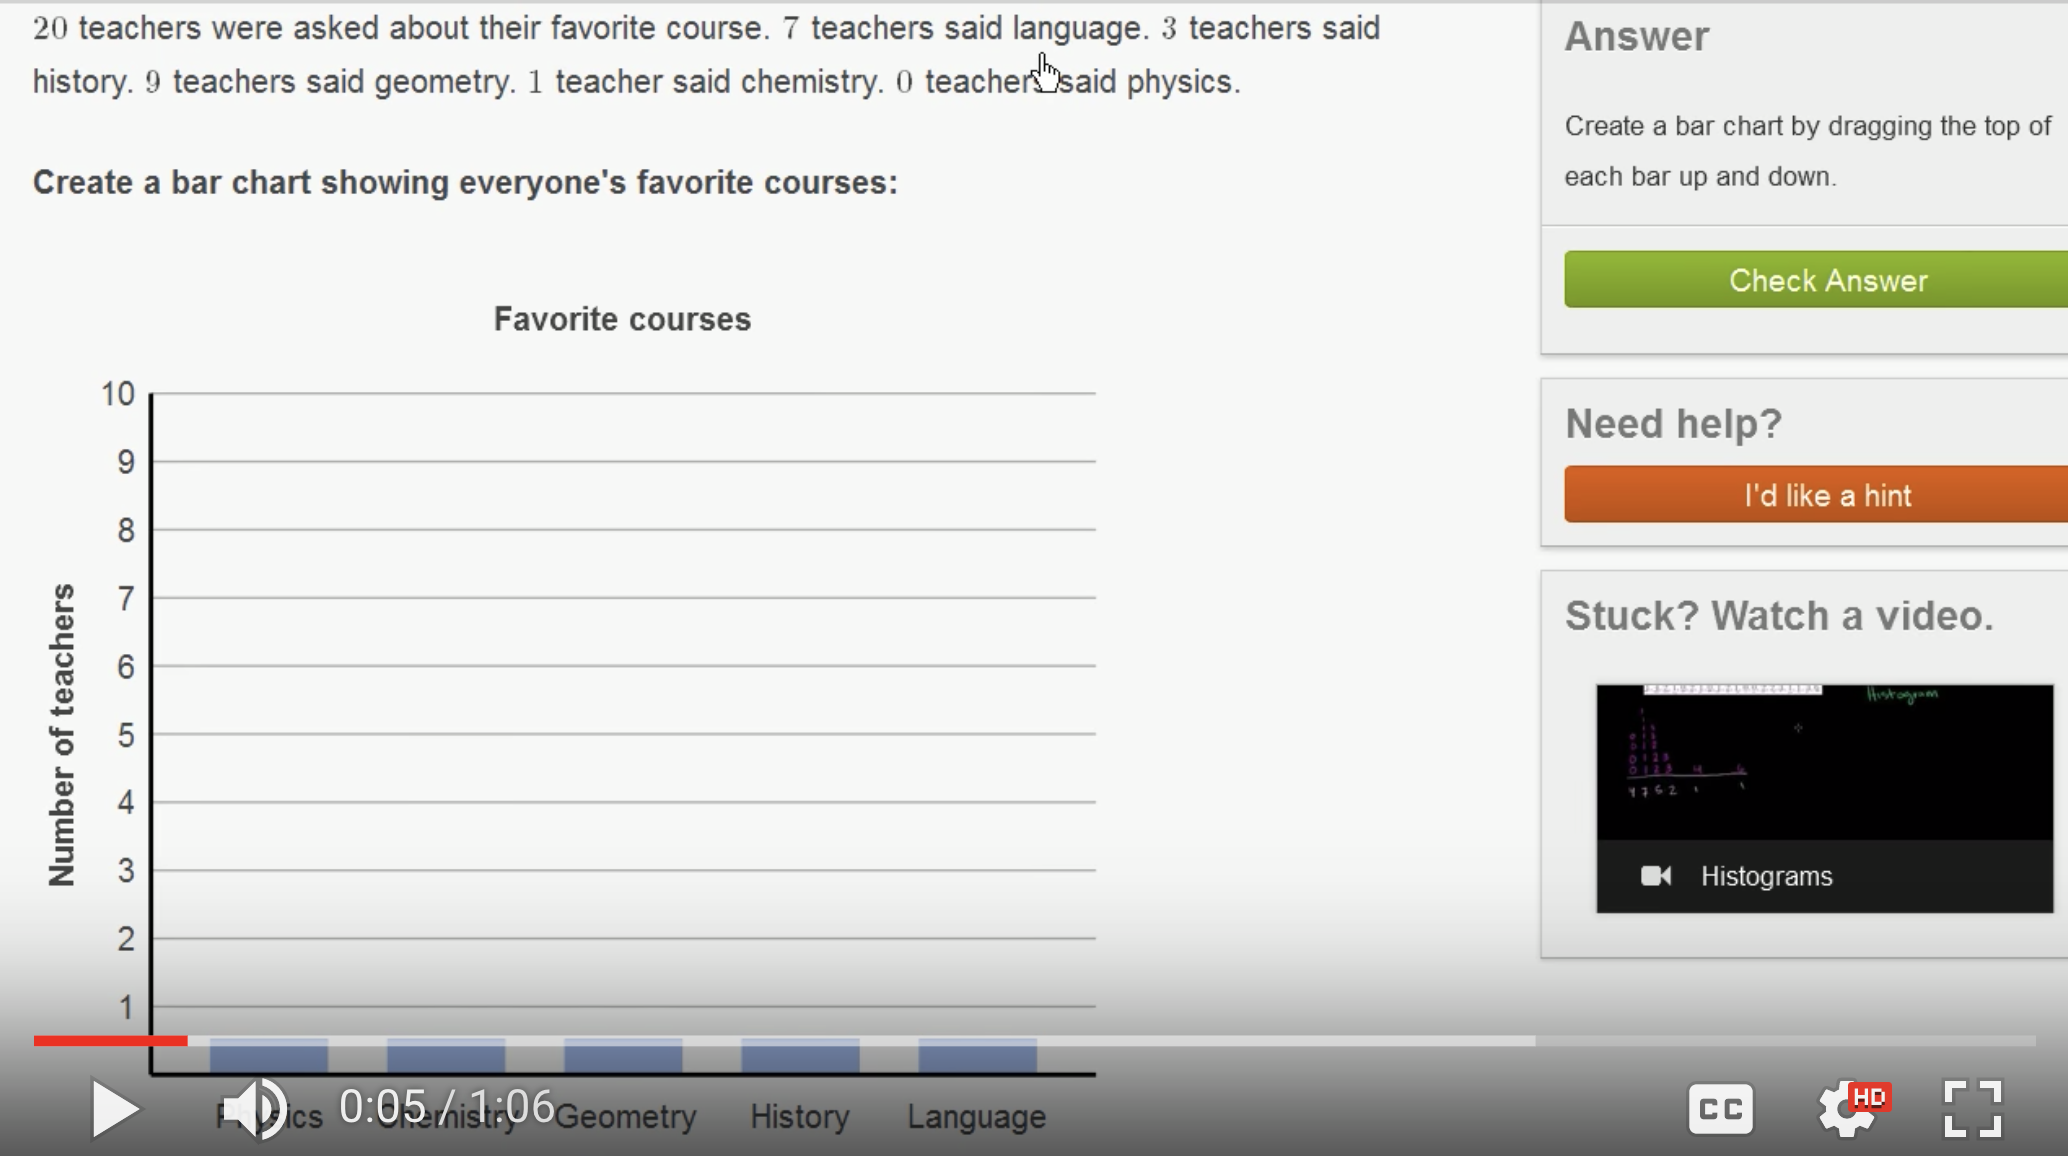 20 teachers were asked about their favorite course. 7 teachers said language. 3 teachers said
history. 9 teachers said geometry. 1 teacher said chemistry. 0 teachers said physics.
Create a bar chart showing everyone's favorite courses:
Favorite courses
10
9
8
7
6
5
4
3
2
1
Number of teachers
Physics Chemistry Geometry History Language
0:05 / 1:06
CC
HD
Answer
Create a bar chart by dragging the top of
each bar up and down.
Check Answer
Need help?
I'd like a hint
Stuck? Watch a video.
Histogram
Histograms